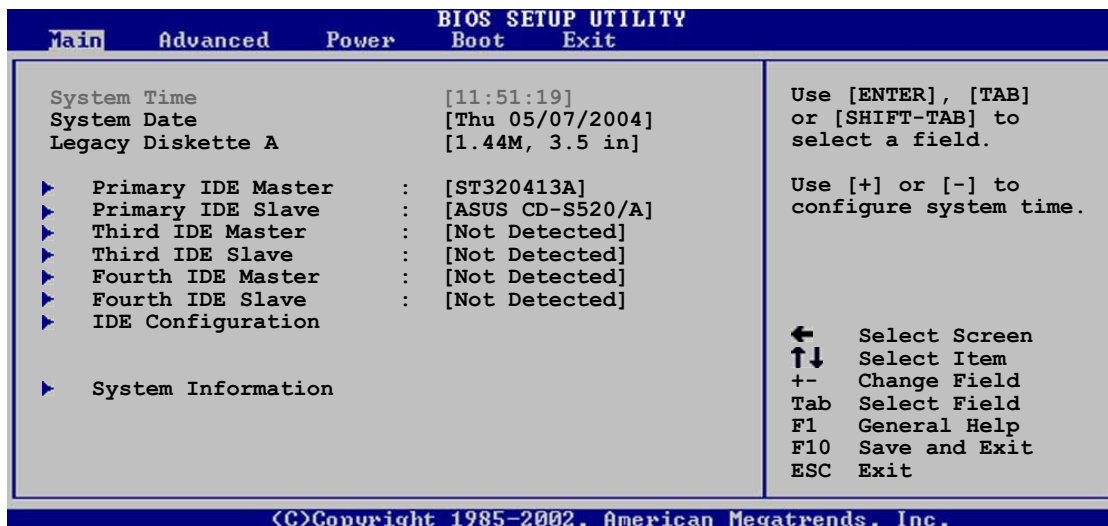 BIOS SETUP UTILITY
Main Advanced Power Boot Exit
System Time [11:51:19]
System Date [Thu 05/07/2004]
Legacy Diskette A [1.44M, 3.5 in]
Primary IDE Master : [ST320413A]
Primary IDE Slave : [ASUS CD-S520/A]
Third IDE Master : [Not Detected]
Third IDE Slave : [Not Detected]
Fourth IDE Master : [Not Detected]
Fourth IDE Slave : [Not Detected]
IDE Configuration
System Information
Use [ENTER], [TAB]
or [SHIFT-TAB] to
select a field.
Use [+] or [-] to
configure system time.
← Select Screen
↑↓ Select Item
+- Change Field
Tab Select Field
F1 General Help
F10 Save and Exit
ESC Exit
(C)Copyright 1985-2002, American Megatrends, Inc.